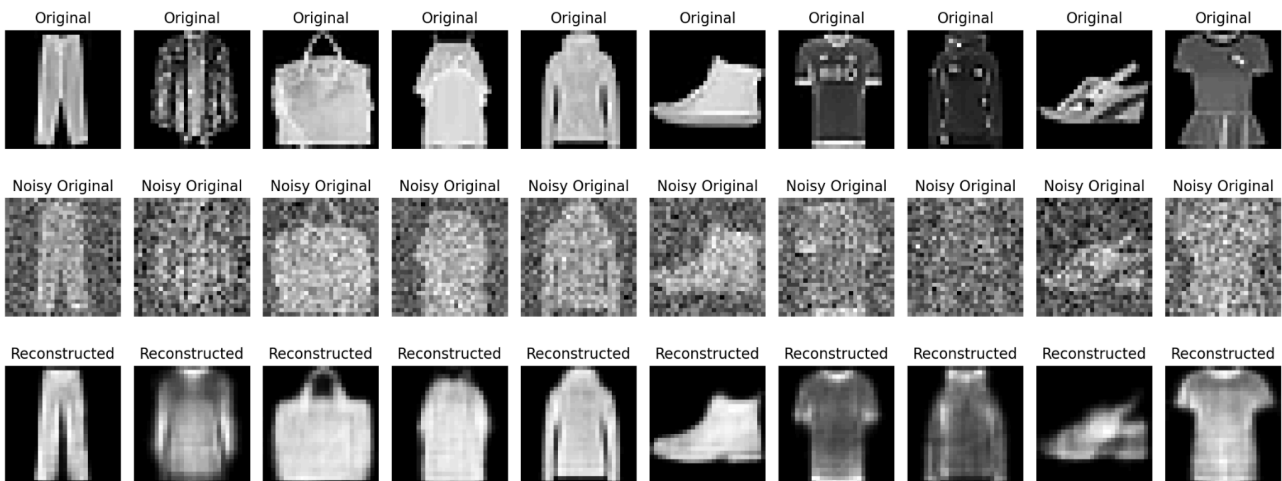 Original Original Original Original Original Original Original Original Original Original
Noisy Original Noisy Original Noisy Original Noisy Original Noisy Original Noisy Original Noisy Original Noisy Original Noisy Original Noisy Original
Reconstructed Reconstructed Reconstructed Reconstructed Reconstructed Reconstructed Reconstructed Reconstructed Reconstructed Reconstructed